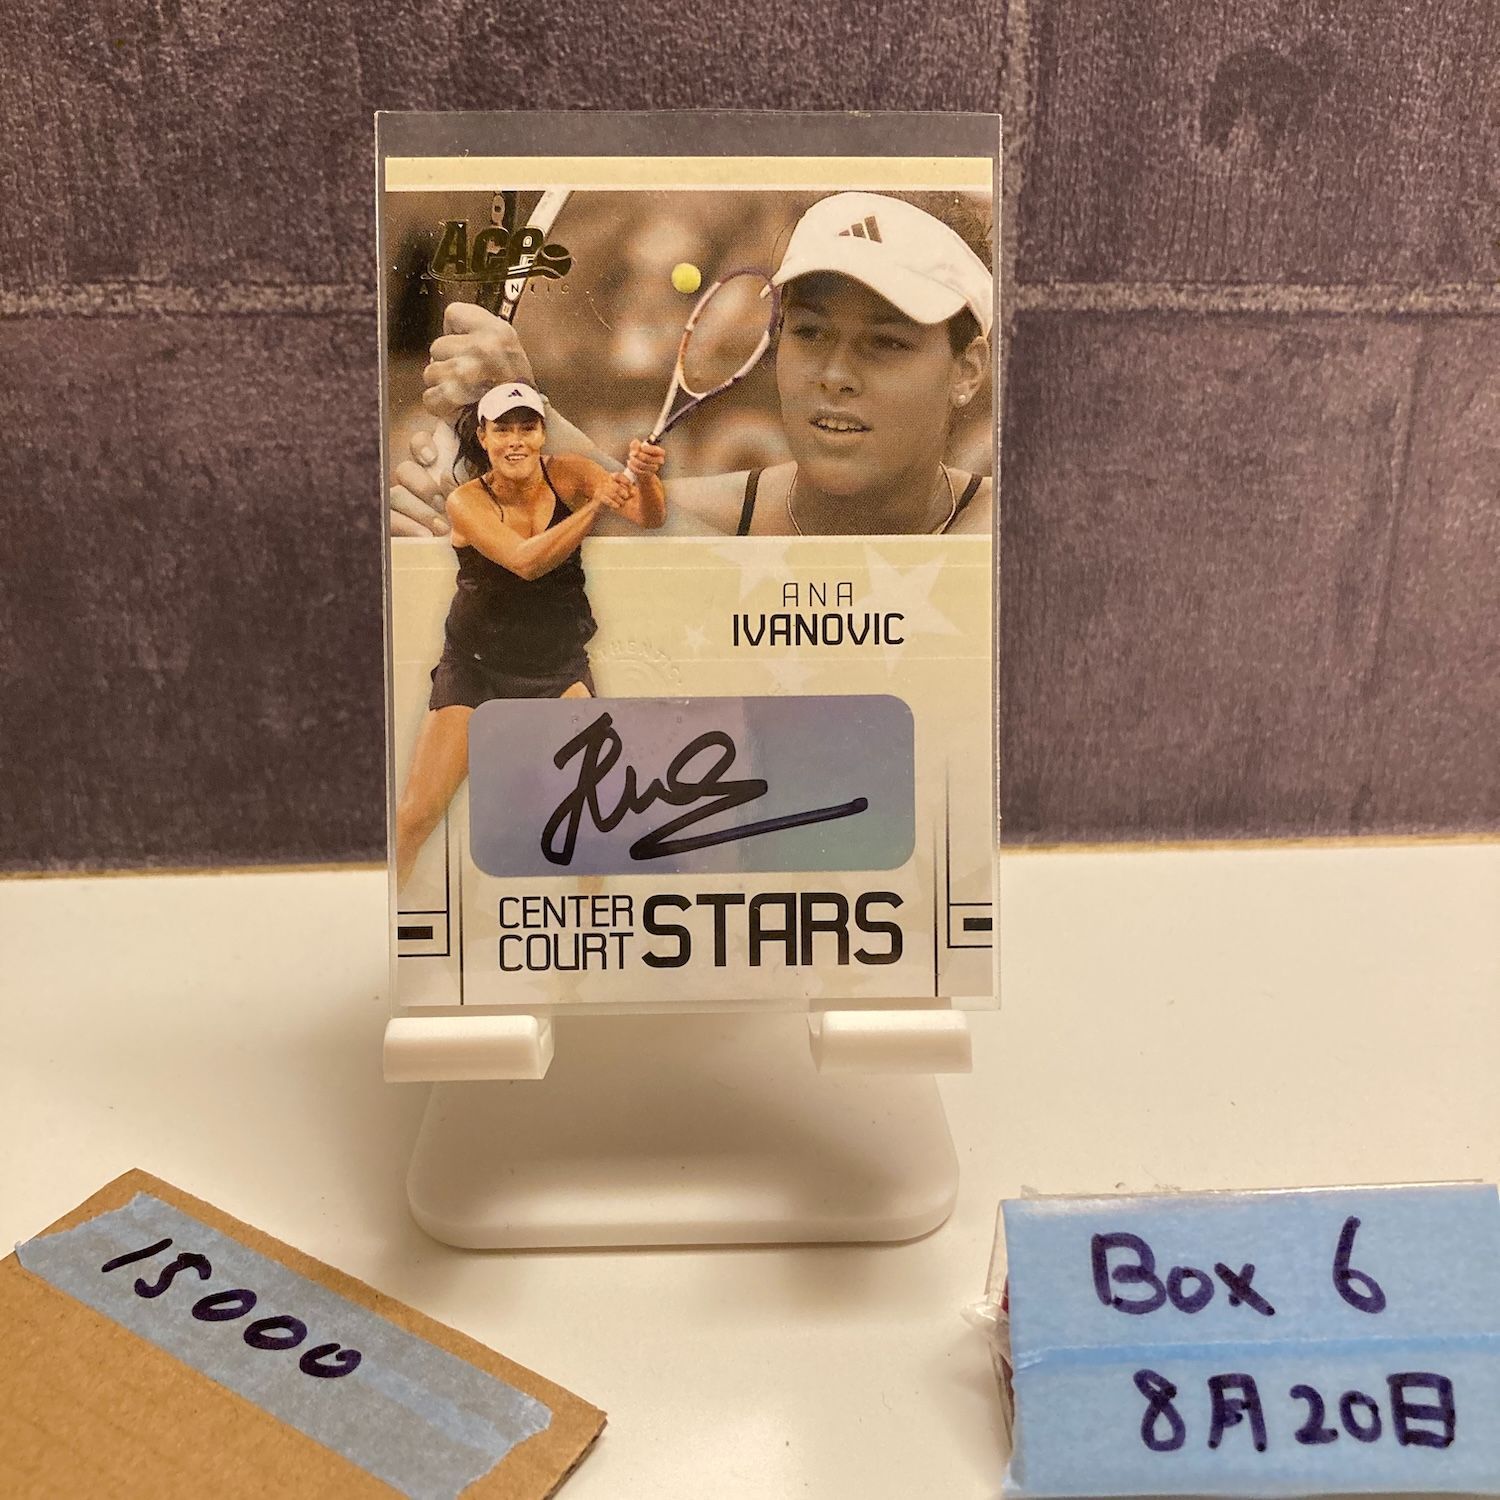 Ace
AUTHENTIC
ANA
IVANOVIC
CENTER
COURT
STARS
15000
Box 6
8月20日